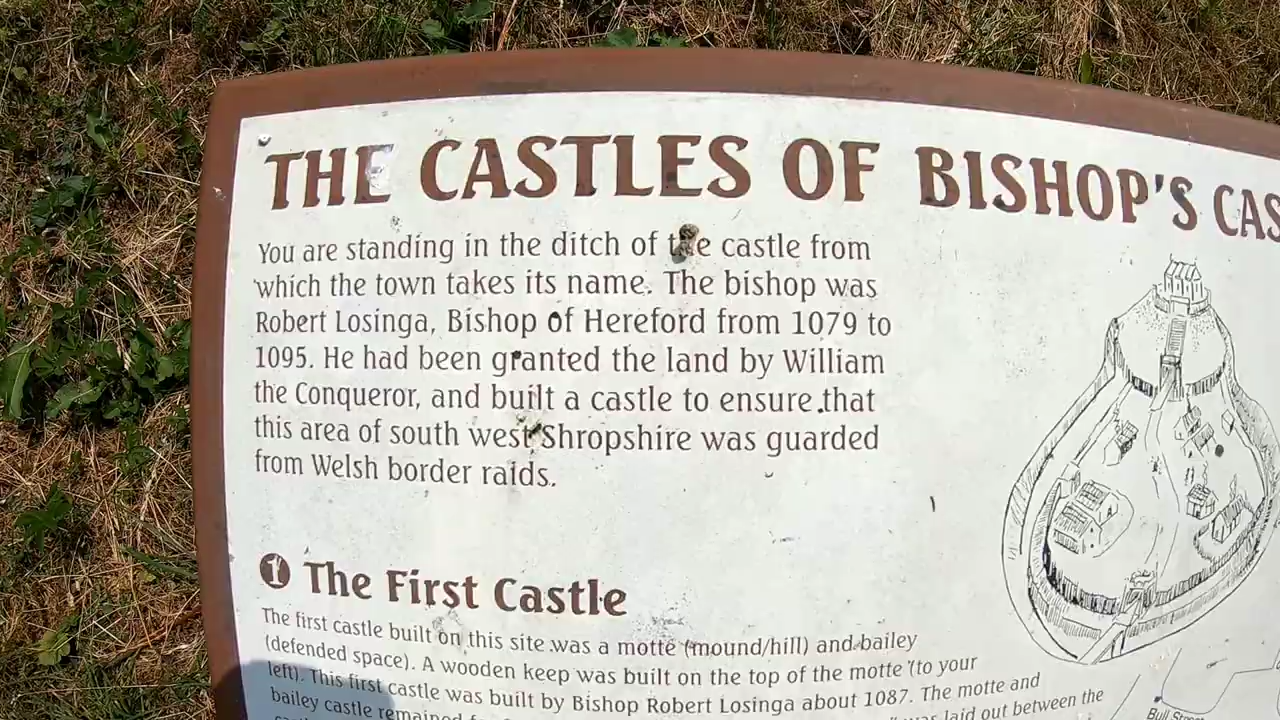 THE CASTLES OF BISHOP'S CAS
You are standing in the ditch of the castle from
which the town takes its name. The bishop was
Robert Losinga, Bishop of Hereford from 1079 to
1095. He had been granted the land by William
the Conqueror, and built a castle to ensure that
this area of south west Shropshire was guarded
from Welsh border raids.
1 The First Castle
The first castle built on this site was a motte (mound/hill) and bailey
(defended space). A wooden keep was built on the top of the motte (to your
left). This first castle was built by Bishop Robert Losinga about 1087. The motte and
bailey castle remained
was laid out between the
Bull